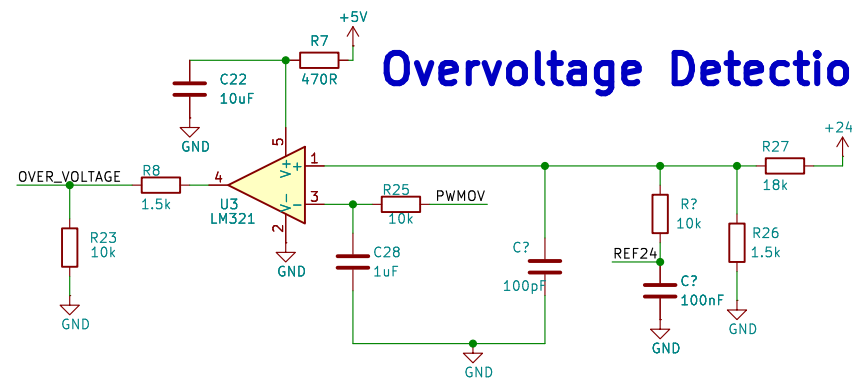 +5V
R7
470R
C22
10uF
GND
Overvoltage Detectio
+24
R27
18k
5
V+
+
1
OVER_VOLTAGE
R8
1.5k
4
U3
LM321
V-
-
3
2
GND
R25
10k
PWMOV
R23
10k
GND
C28
1uF
C?
100pF
R?
10k
REF24
R26
1.5k
C?
100nF
GND
GND
GND